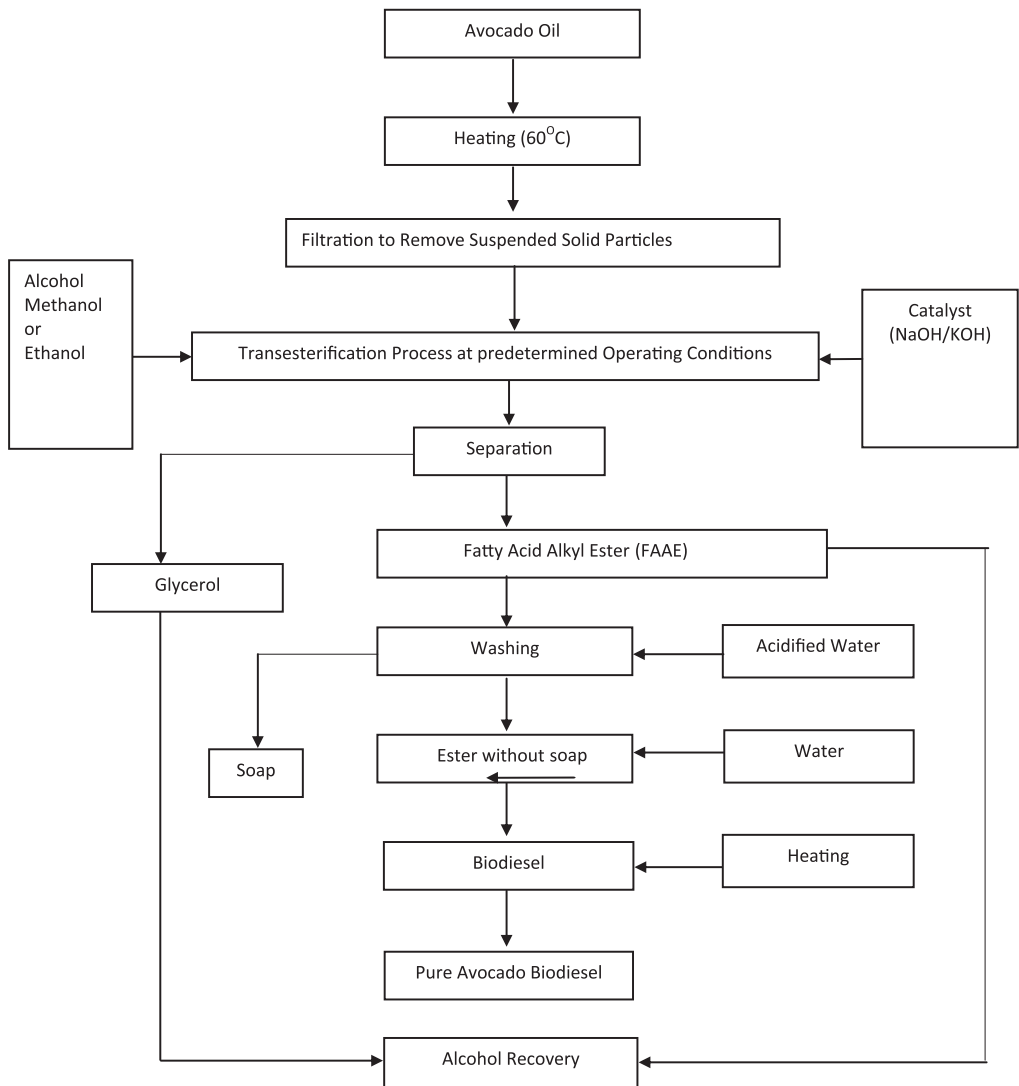 Avocado Oil
Heating (60⁰C)
Filtration to Remove Suspended Solid Particles
Alcohol
Methanol
or
Ethanol
Catalyst
(NaOH/KOH)
Transesterification Process at predetermined Operating Conditions
Separation
Fatty Acid Alkyl Ester (FAAE)
Glycerol
Washing
Acidified Water
Ester without soap
Water
Soap
Biodiesel
Heating
Pure Avocado Biodiesel
Alcohol Recovery